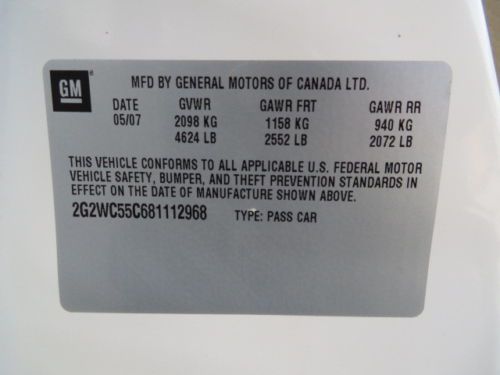 GM
MFD BY GENERAL MOTORS OF CANADA LTD.
DATE GVWR GAWR FRT GAWR RR
05/07 2098 KG 1158 KG 940 KG
4624 LB 2552 LB 2072 LB
THIS VEHICLE CONFORMS TO ALL APPLICABLE U.S. FEDERAL MOTOR
VEHICLE SAFETY, BUMPER, AND THEFT PREVENTION STANDARDS IN
EFFECT ON THE DATE OF MANUFACTURE SHOWN ABOVE.
2G2WC55C681112968 TYPE: PASS CAR